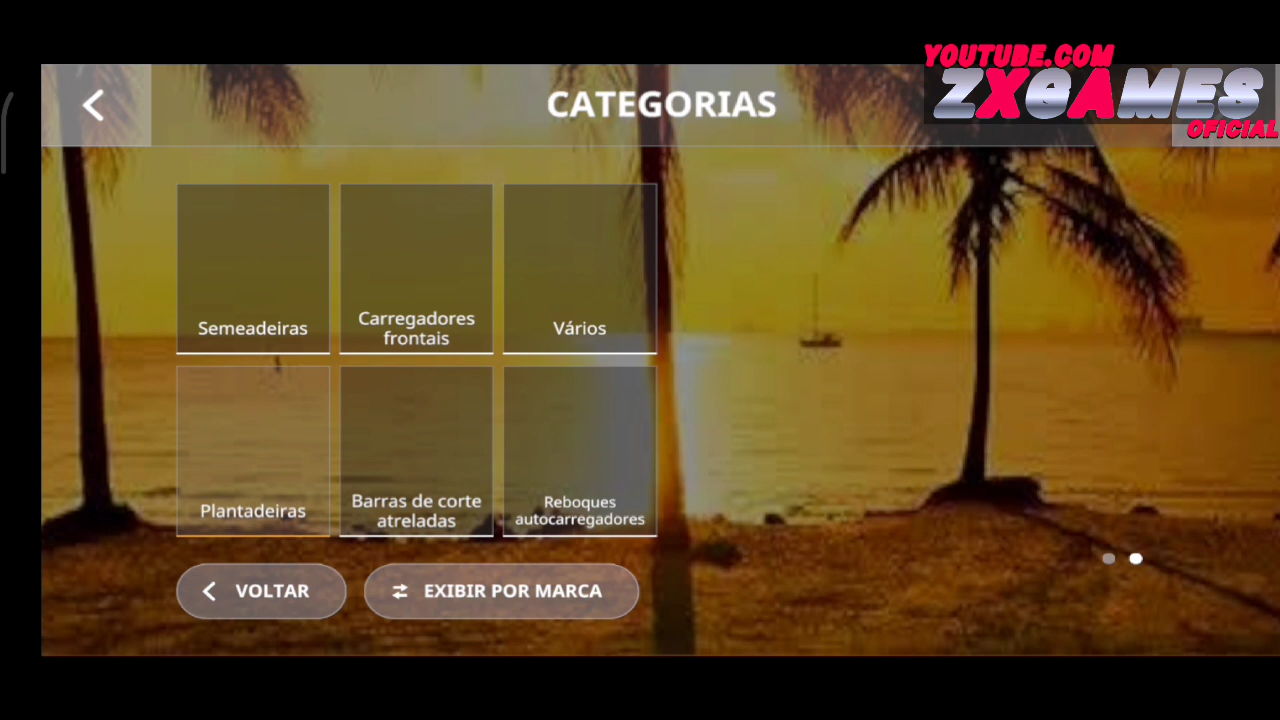 YOUTUBE.COM
ZXGAMES
OFICIAL
CATEGORIAS
Semeadeiras
Carregadores
frontais
Vários
Plantadeiras
Barras de corte
atreladas
Reboques
autocarregadores
VOLTAR
EXIBIR POR MARCA